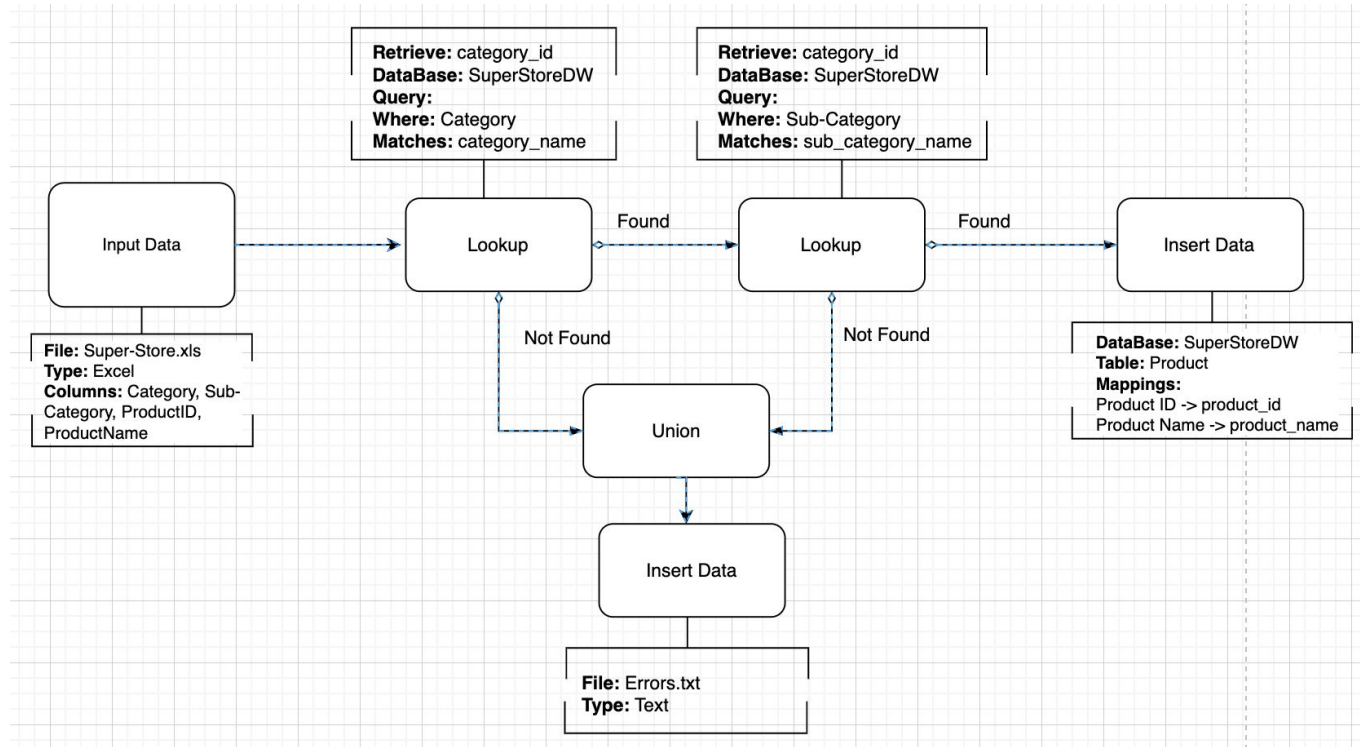 Retrieve: category_id
DataBase: SuperStoreDW
Query:
Where: Category
Matches: category_name
Retrieve: category_id
DataBase: SuperStoreDW
Query:
Where: Sub-Category
Matches: sub_category_name
Input Data
Lookup
Found
Lookup
Found
Insert Data
File: Super-Store.xls
Type: Excel
Columns: Category, Sub-
Category, ProductID,
ProductName
Not Found
Not Found
DataBase: SuperStoreDW
Table: Product
Mappings:
Product ID -> product_id
Product Name -> product_name
Union
Insert Data
File: Errors.txt
Type: Text